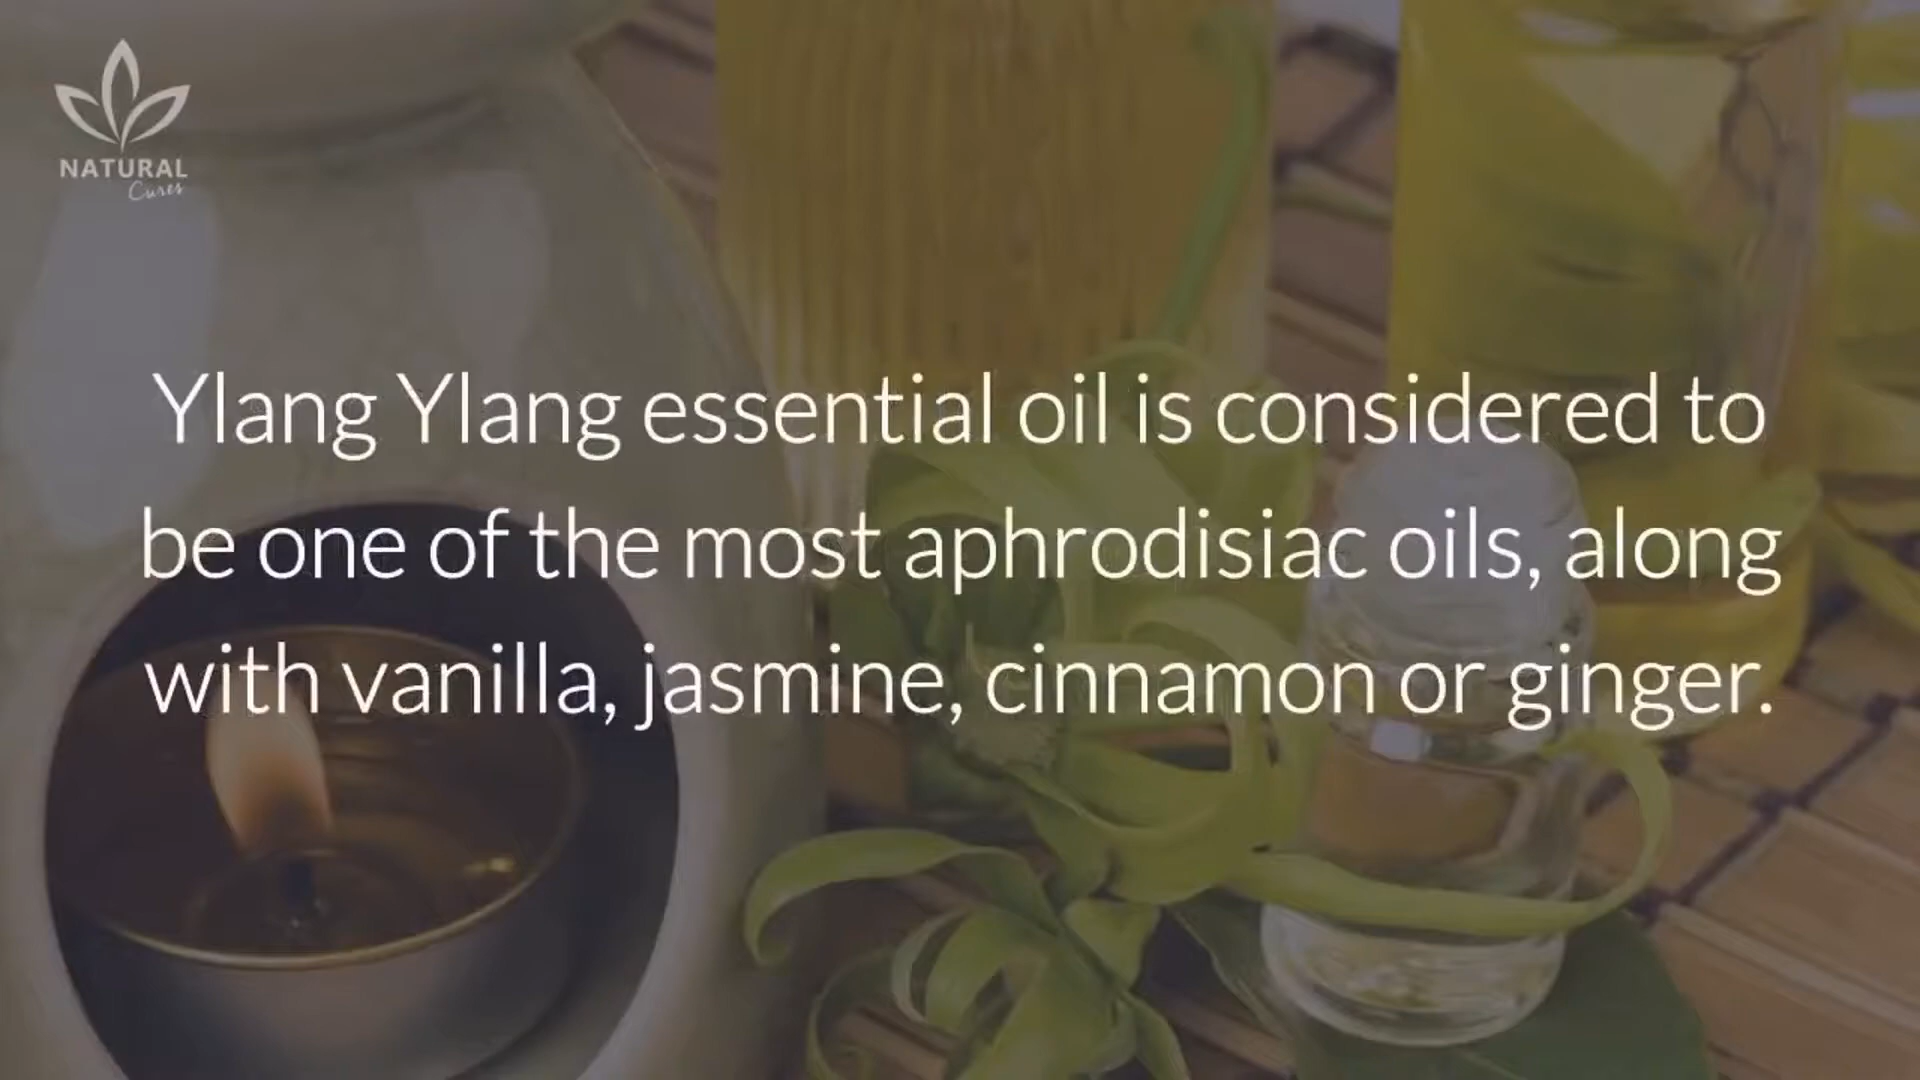 NATURAL
Cures
Ylang Ylang essential oil is considered to
be one of the most aphrodisiac oils, along
with vanilla, jasmine, cinnamon or ginger.